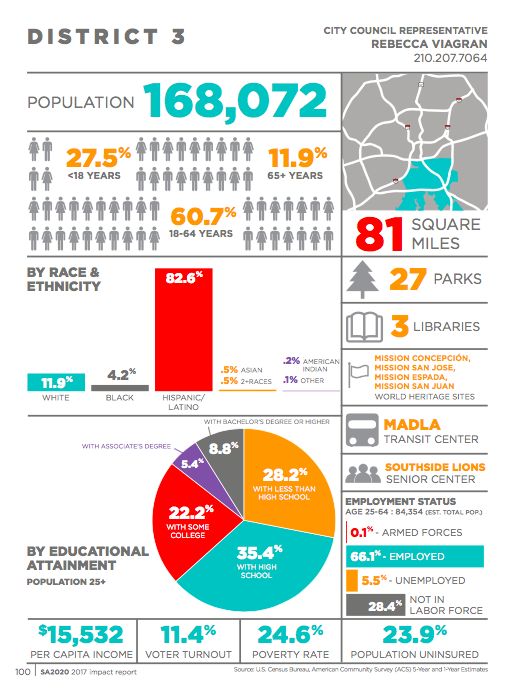 DISTRICT 3
CITY COUNCIL REPRESENTATIVE
REBECCA VIAGRAN
210.207.7064
POPULATION 168,072
27.5%
<18 YEARS
11.9%
65+ YEARS
60.7%
18-64 YEARS
81 SQUARE
MILES
BY RACE &
ETHNICITY
11.9%
WHITE
4.2%
BLACK
82.6%
HISPANIC/
LATINO
.5% ASIAN
.5% 2+RACES
.2% AMERICAN
INDIAN
.1% OTHER
27 PARKS
3 LIBRARIES
MISSION CONCEPCIÓN,
MISSION SAN JOSE,
MISSION ESPADA,
MISSION SAN JUAN
WORLD HERITAGE SITES
MADLA
TRANSIT CENTER
SOUTHSIDE LIONS
SENIOR CENTER
BY EDUCATIONAL
ATTAINMENT
POPULATION 25+
WITH BACHELOR'S DEGREE OR HIGHER
8.8%
WITH ASSOCIATE'S DEGREE
5.4%
28.2%
WITH LESS THAN
HIGH SCHOOL
22.2%
WITH SOME
COLLEGE
35.4%
WITH HIGH
SCHOOL
EMPLOYMENT STATUS
AGE 25-64 : 84,354 (EST. TOTAL POP.)
0.1% - ARMED FORCES
66.1% - EMPLOYED
5.5% - UNEMPLOYED
28.4% NOT IN
LABOR FORCE
$15,532
PER CAPITA INCOME
11.4%
VOTER TURNOUT
24.6%
POVERTY RATE
23.9%
POPULATION UNINSURED
100 | SA2020 2017 impact report
Source: U.S. Census Bureau, American Community Survey (ACS) 5-Year and 1-Year Estimates